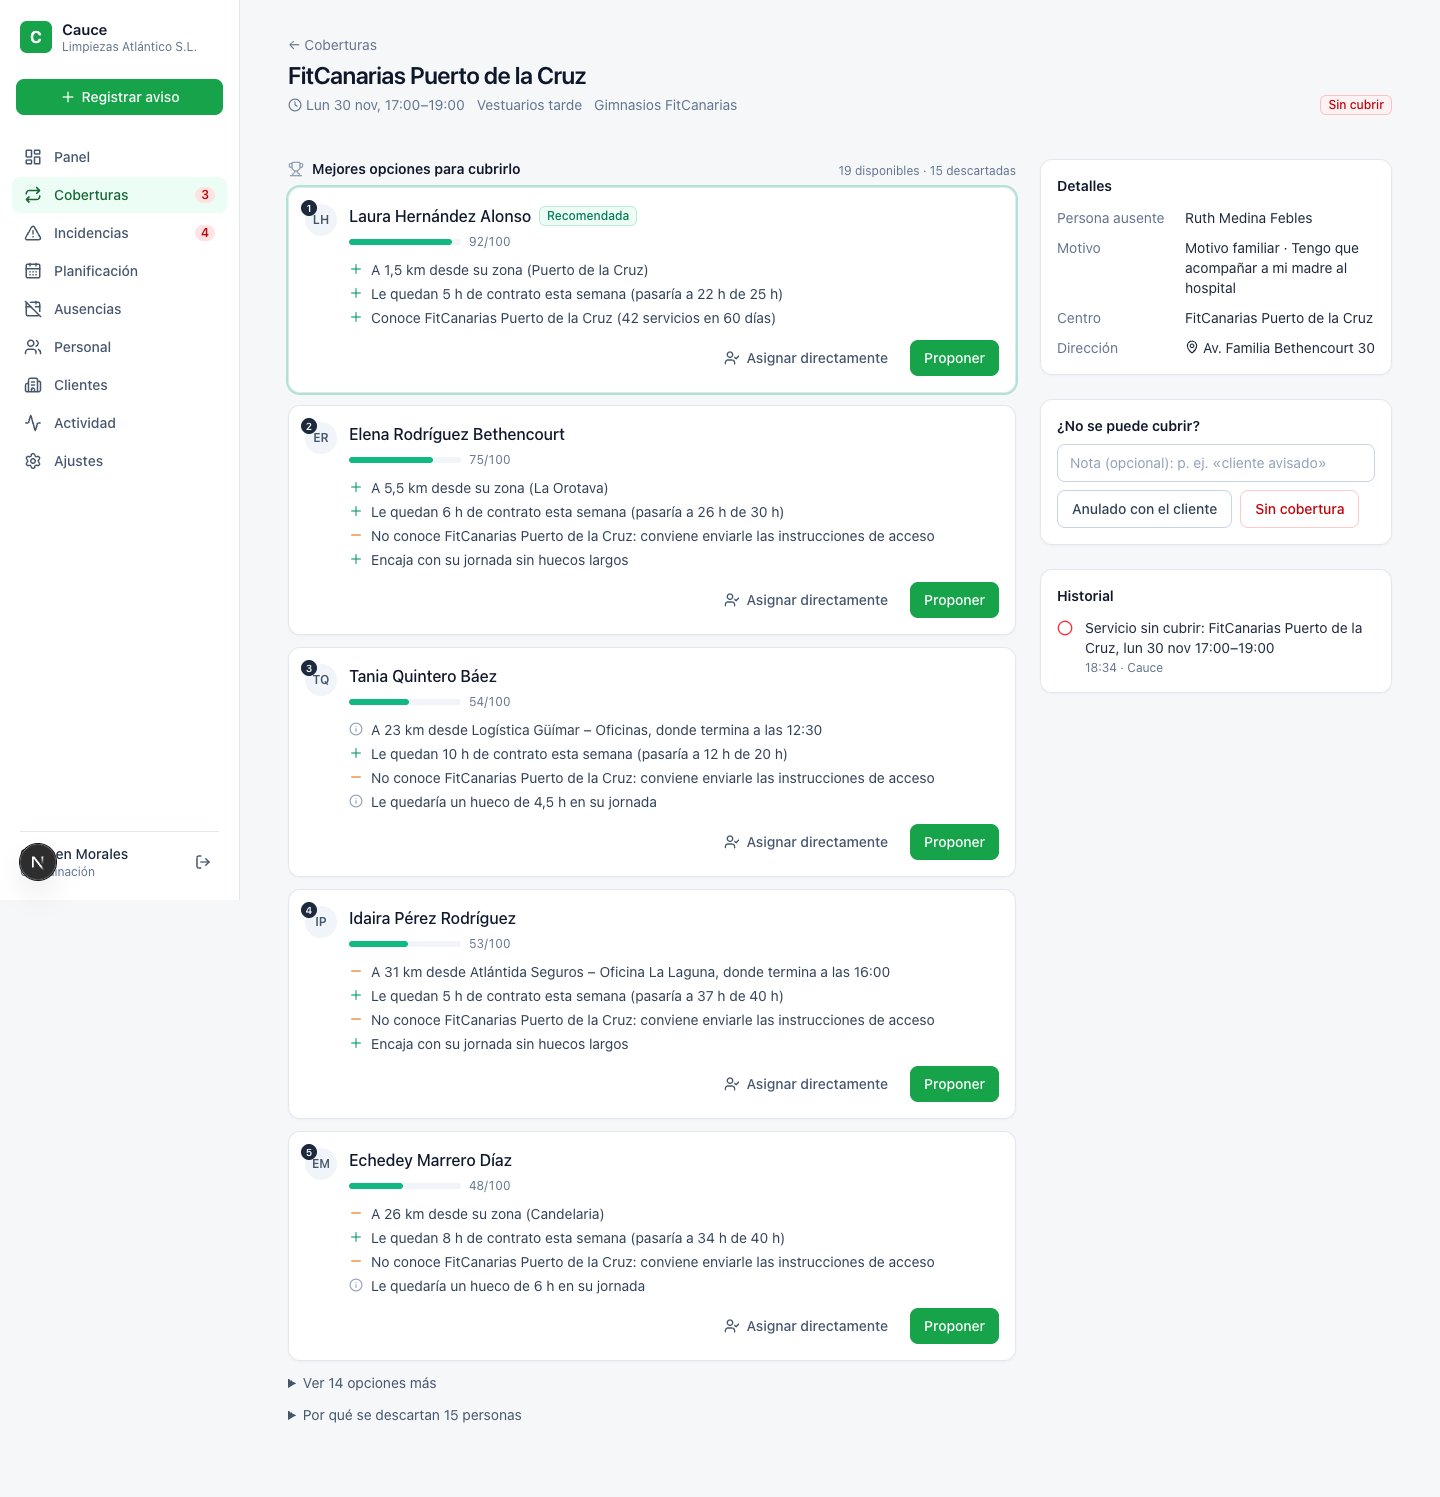 C
Cauce
Limpiezas Atlántico S.L.
+ Registrar aviso
Panel
Coberturas 3
Incidencias 4
Planificación
Ausencias
Personal
Clientes
Actividad
Ajustes
N
en Morales
nación
← Coberturas
FitCanarias Puerto de la Cruz
Lun 30 nov, 17:00–19:00 Vestuarios tarde Gimnasios FitCanarias
Sin cubrir
Mejores opciones para cubrirlo
19 disponibles · 15 descartadas
1
LH
Laura Hernández Alonso Recomendada
92/100
+ A 1,5 km desde su zona (Puerto de la Cruz)
+ Le quedan 5 h de contrato esta semana (pasaría a 22 h de 25 h)
+ Conoce FitCanarias Puerto de la Cruz (42 servicios en 60 días)
Asignar directamente Proponer
2
ER
Elena Rodríguez Bethencourt
75/100
+ A 5,5 km desde su zona (La Orotava)
+ Le quedan 6 h de contrato esta semana (pasaría a 26 h de 30 h)
– No conoce FitCanarias Puerto de la Cruz: conviene enviarle las instrucciones de acceso
+ Encaja con su jornada sin huecos largos
Asignar directamente Proponer
3
TQ
Tania Quintero Báez
54/100
A 23 km desde Logística Güímar – Oficinas, donde termina a las 12:30
+ Le quedan 10 h de contrato esta semana (pasaría a 12 h de 20 h)
– No conoce FitCanarias Puerto de la Cruz: conviene enviarle las instrucciones de acceso
Le quedaría un hueco de 4,5 h en su jornada
Asignar directamente Proponer
4
IP
Idaira Pérez Rodríguez
53/100
– A 31 km desde Atlántida Seguros – Oficina La Laguna, donde termina a las 16:00
+ Le quedan 5 h de contrato esta semana (pasaría a 37 h de 40 h)
– No conoce FitCanarias Puerto de la Cruz: conviene enviarle las instrucciones de acceso
+ Encaja con su jornada sin huecos largos
Asignar directamente Proponer
5
EM
Echedey Marrero Díaz
48/100
– A 26 km desde su zona (Candelaria)
+ Le quedan 8 h de contrato esta semana (pasaría a 34 h de 40 h)
– No conoce FitCanarias Puerto de la Cruz: conviene enviarle las instrucciones de acceso
Le quedaría un hueco de 6 h en su jornada
Asignar directamente Proponer
▶ Ver 14 opciones más
▶ Por qué se descartan 15 personas
Detalles
Persona ausente Ruth Medina Febles
Motivo Motivo familiar · Tengo que
acompañar a mi madre al
hospital
Centro FitCanarias Puerto de la Cruz
Dirección Av. Familia Bethencourt 30
¿No se puede cubrir?
Nota (opcional): p. ej. «cliente avisado»
Anulado con el cliente Sin cobertura
Historial
Servicio sin cubrir: FitCanarias Puerto de la
Cruz, lun 30 nov 17:00–19:00
18:34 · Cauce